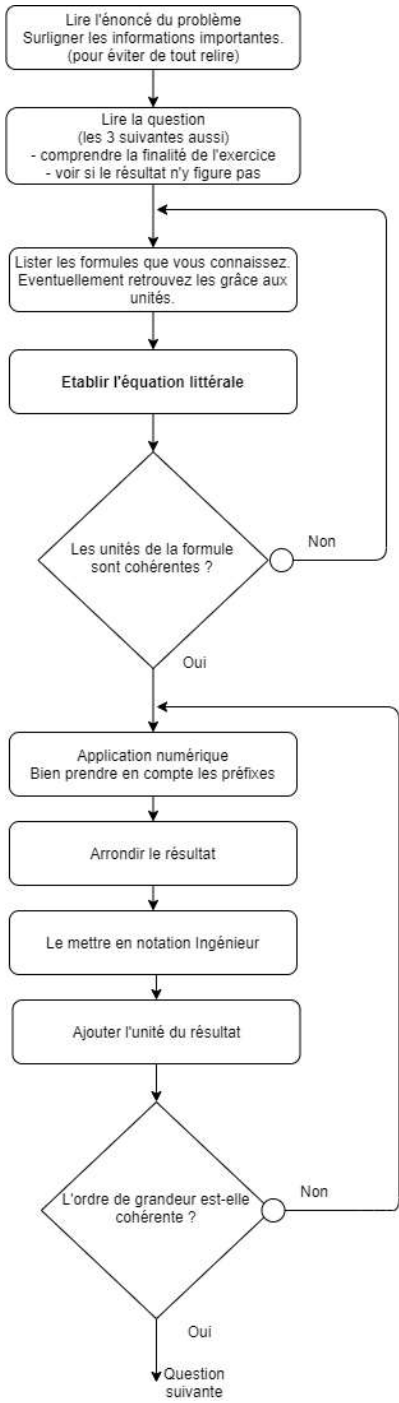 Lire l'énoncé du problème
Surligner les informations importantes.
(pour éviter de tout relire)
Lire la question
(les 3 suivantes aussi)
- comprendre la finalité de l'exercice
- voir si le résultat n'y figure pas
Lister les formules que vous connaissez.
Eventuellement retrouvez les grâce aux
unités.
Etablir l'équation littérale
Les unités de la formule
sont cohérentes ?
Non
Oui
Application numérique
Bien prendre en compte les préfixes
Arrondir le résultat
Le mettre en notation Ingénieur
Ajouter l'unité du résultat
L'ordre de grandeur est-elle
cohérente ?
Non
Oui
Question
suivante